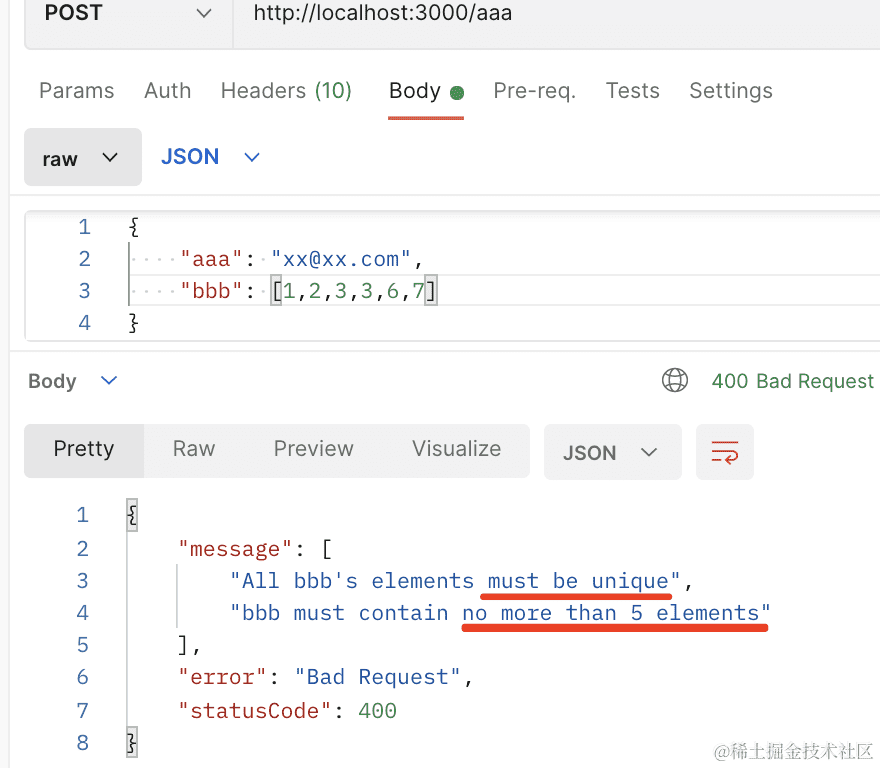 POST http://localhost:3000/aaa
Params Auth Headers (10) Body Pre-req. Tests Settings
raw JSON
1 {
2 "aaa": "xx@xx.com",
3 "bbb": [1,2,3,3,6,7]
4 }
Body 400 Bad Request
Pretty Raw Preview Visualize JSON
1 {
2 "message": [
3 "All bbb's elements must be unique",
4 "bbb must contain no more than 5 elements"
5 ],
6 "error": "Bad Request",
7 "statusCode": 400
8 }
@稀土掘金技术社区